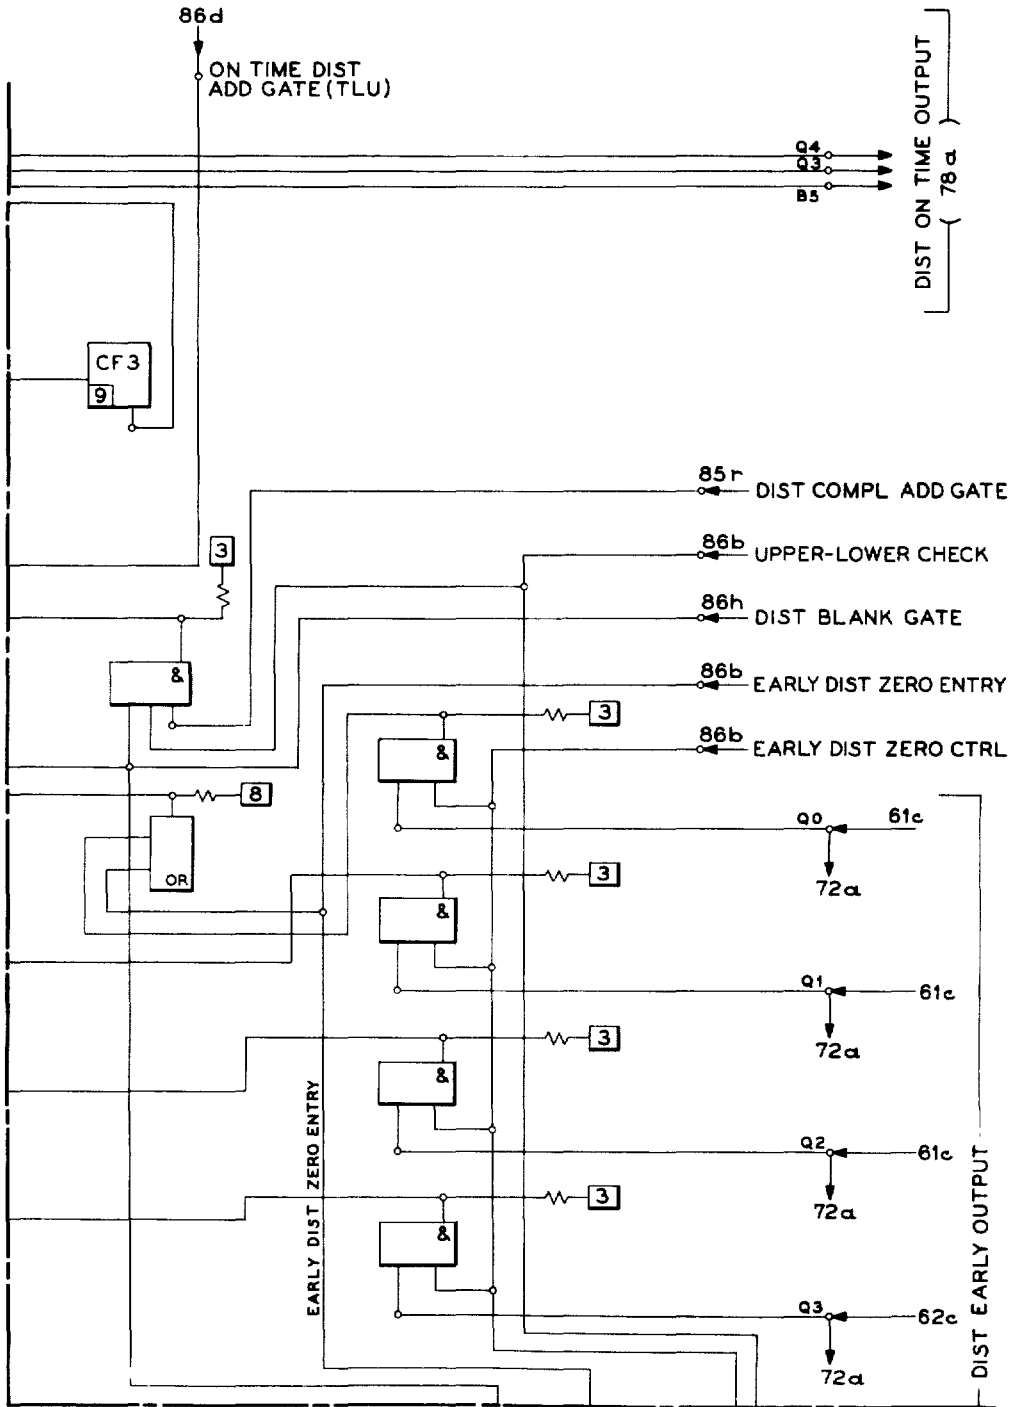 86d
ON TIME DIST
ADD GATE (TLU)
Q4
Q3
B5
DIST ON TIME OUTPUT
( 78a )
CF3
9
85r
DIST COMPL ADD GATE
3
86b
UPPER-LOWER CHECK
86h
DIST BLANK GATE
&
86b
EARLY DIST ZERO ENTRY
3
86b
EARLY DIST ZERO CTRL
&
8
Q0
61c
OR
72a
3
&
Q1
61c
72a
3
&
EARLY DIST ZERO ENTRY
Q2
61c
72a
3
&
Q3
62c
72a
DIST EARLY OUTPUT